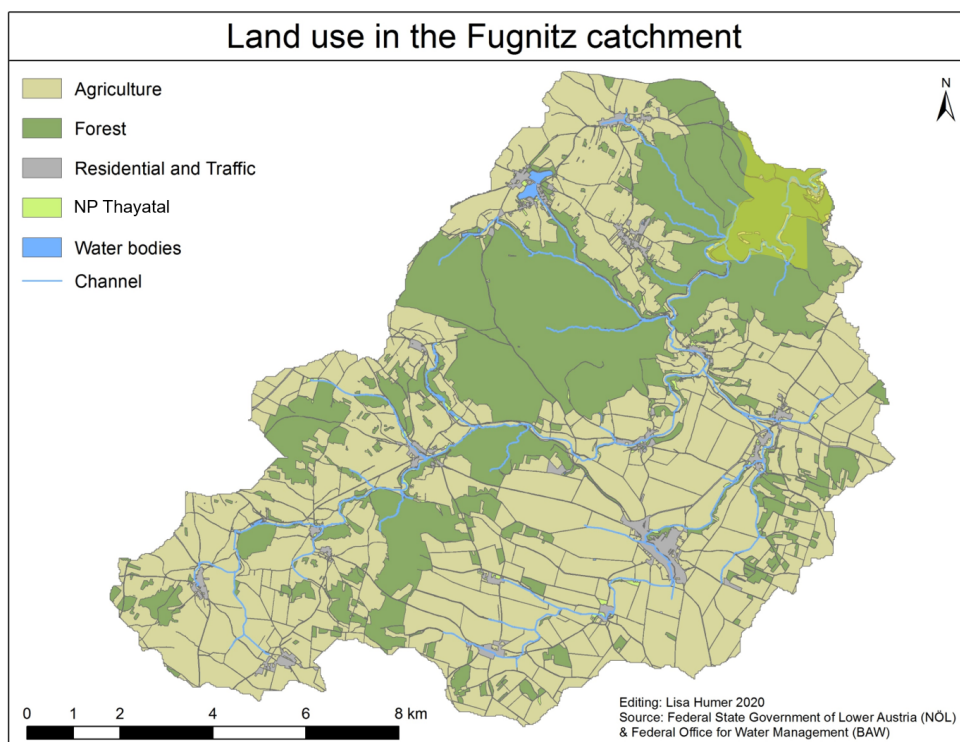 Land use in the Fugnitz catchment
Agriculture
Forest
Residential and Traffic
NP Thayatal
Water bodies
Channel
N
0 1 2 4 6 8 km
Editing: Lisa Humer 2020
Source: Federal State Government of Lower Austria (NÖL)
& Federal Office for Water Management (BAW)